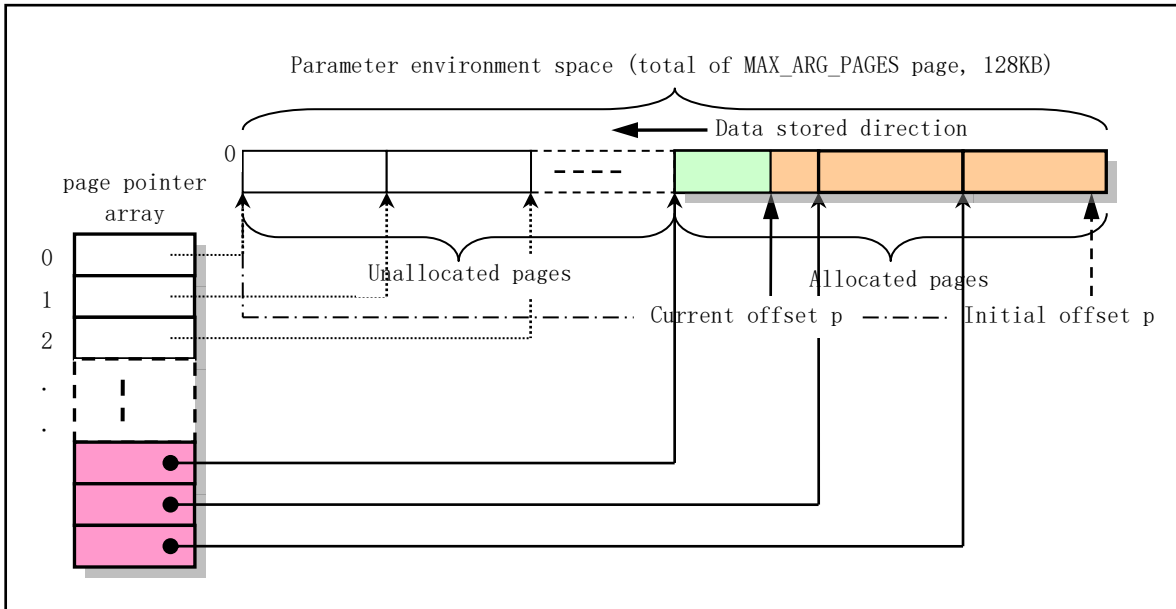 Parameter environment space (total of MAX_ARG_PAGES page, 128KB)
Data stored direction
0
page pointer
array
0
1
2
.
.
Unallocated pages
Allocated pages
Current offset p
Initial offset p